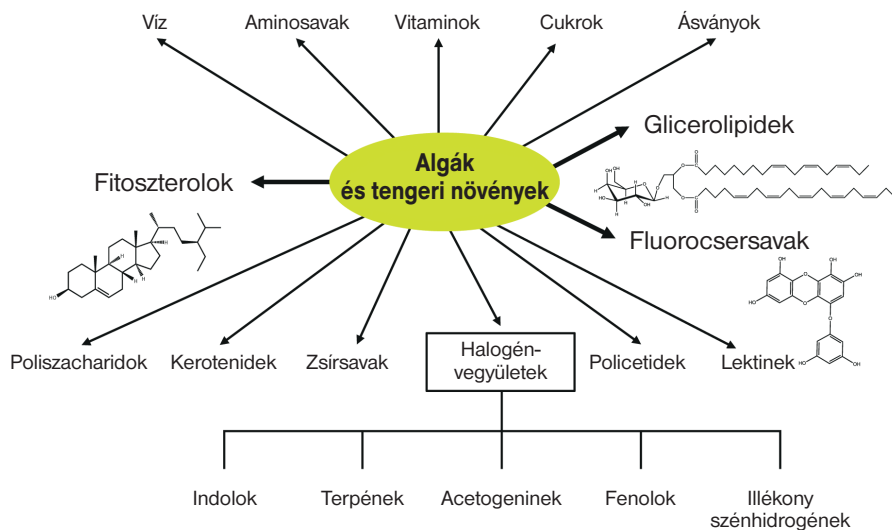 Víz
Aminosavak
Vitaminok
Cukrok
Ásványok
Algák
és tengeri növények
Glicerolipidek
Fitoszterolok
Fluorocsersavak
Poliszacharidok
Kerotenidek
Zsírsavak
Halogén-
vegyületek
Policetidek
Lektinek
Indolok
Terpének
Acetogeninek
Fenolok
Illékony
szénhidrogének